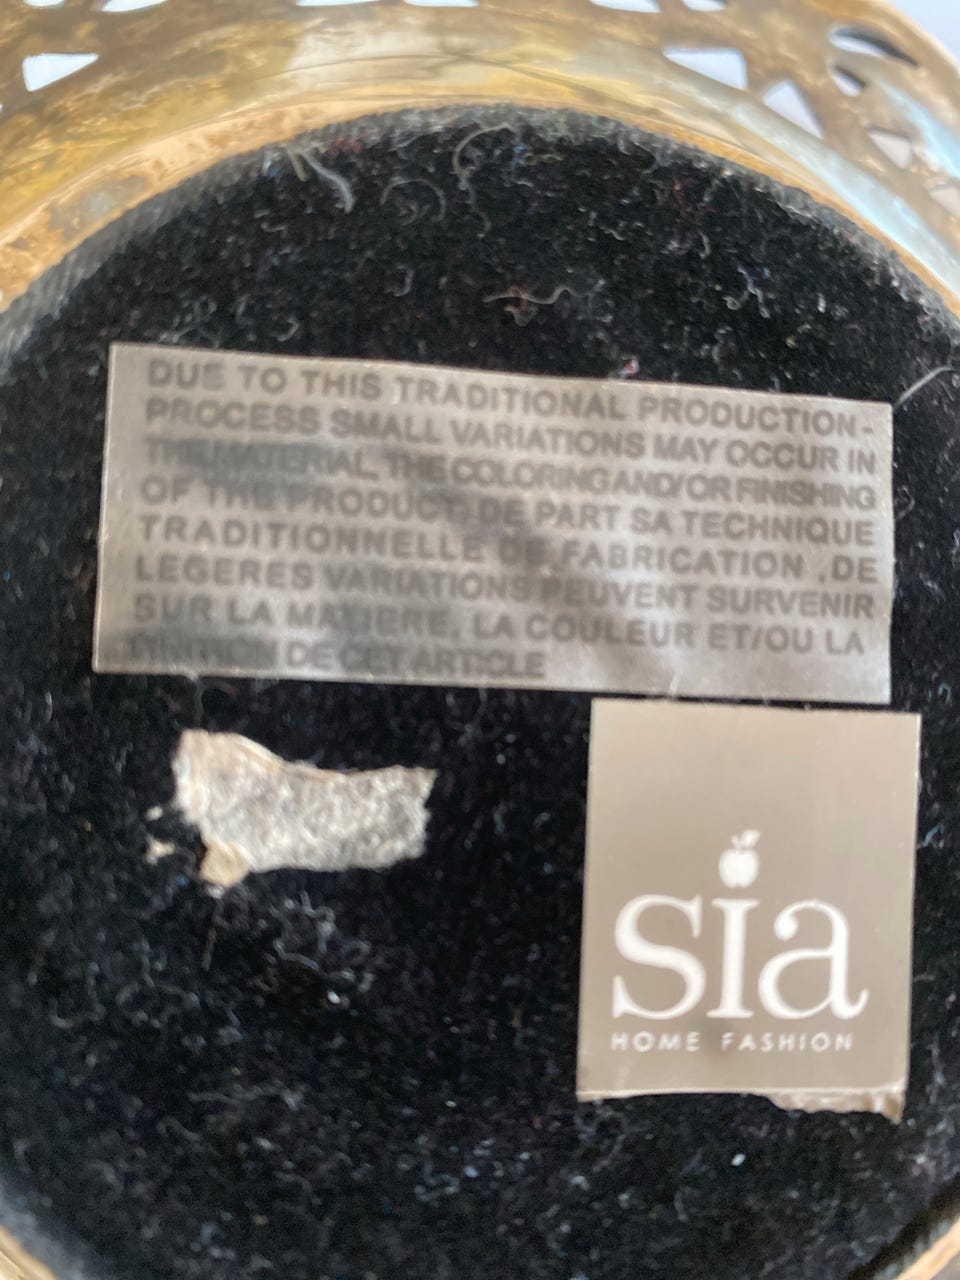 DUE TO THIS TRADITIONAL PRODUCTION-
PROCESS SMALL VARIATIONS MAY OCCUR IN
THE MATERIAL, THE COLORING AND/OR FINISHING
OF THE PRODUCT. DE PART SA TECHNIQUE
TRADITIONNELLE DE FABRICATION ,DE
LEGERES VARIATIONS PEUVENT SURVENIR
SUR LA MATIERE, LA COULEUR ET/OU LA
FINITION DE CET ARTICLE
sia
HOME FASHION